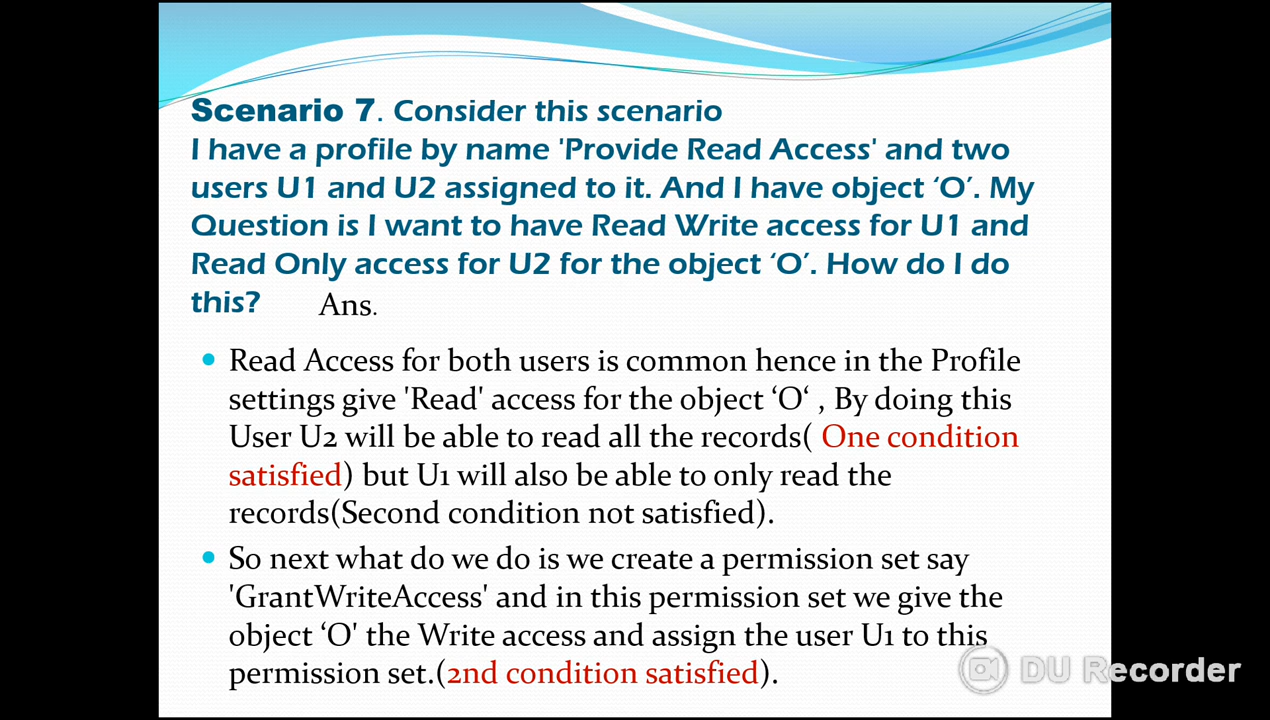 Scenario 7. Consider this scenario
I have a profile by name 'Provide Read Access' and two
users U1 and U2 assigned to it. And I have object ‘O’. My
Question is I want to have Read Write access for U1 and
Read Only access for U2 for the object ‘O’. How do I do
this? Ans.
• Read Access for both users is common hence in the Profile
settings give 'Read' access for the object ‘O‘ , By doing this
User U2 will be able to read all the records( One condition
satisfied) but U1 will also be able to only read the
records(Second condition not satisfied).
• So next what do we do is we create a permission set say
'GrantWriteAccess' and in this permission set we give the
object ‘O' the Write access and assign the user U1 to this
permission set.(2nd condition satisfied).
DU Recorder